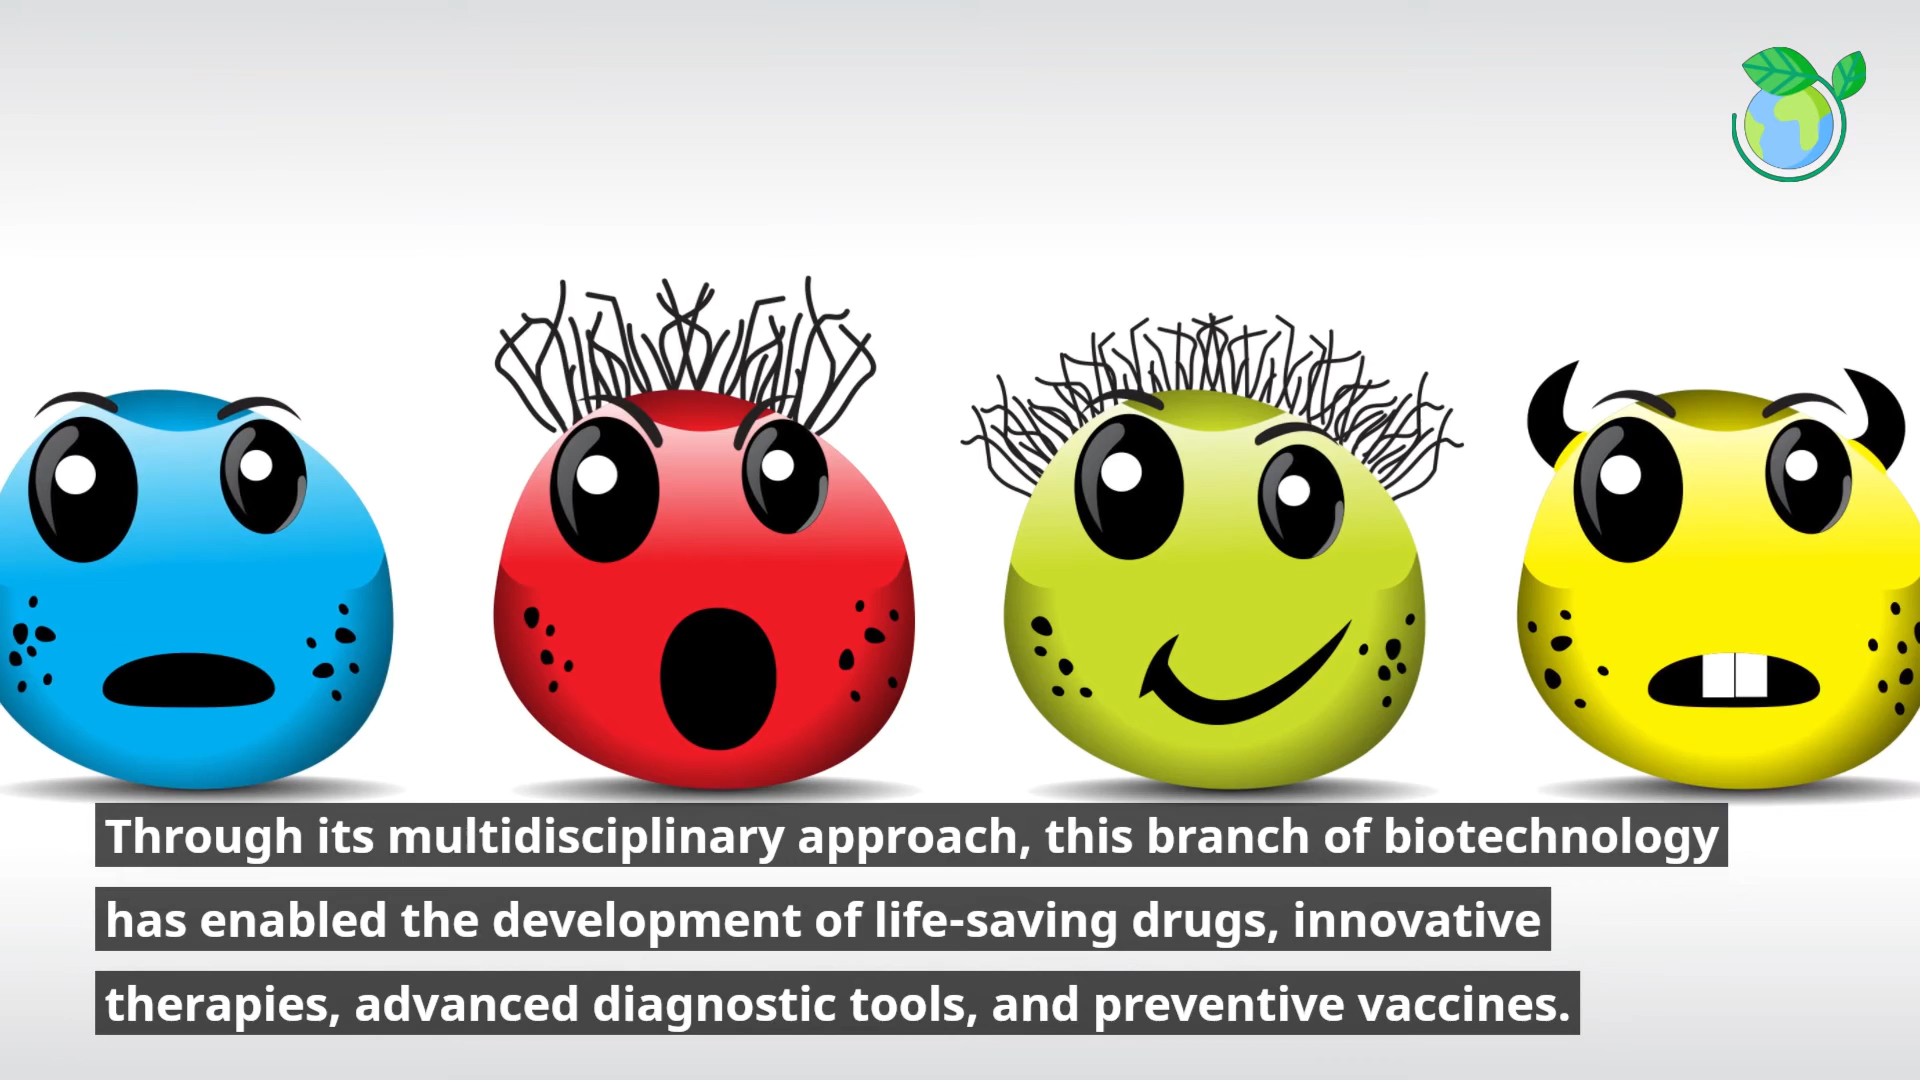 Through its multidisciplinary approach, this branch of biotechnology
has enabled the development of life-saving drugs, innovative
therapies, advanced diagnostic tools, and preventive vaccines.